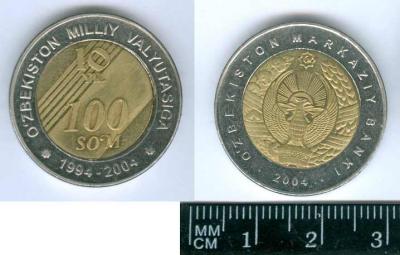 O'ZBEKISTON MILLIY VALYUTASIGA
10
100
SO'M
1994-2004
O'ZBEKISTON MARKAZIY BANKI
2004
MM
CM 1 2 3